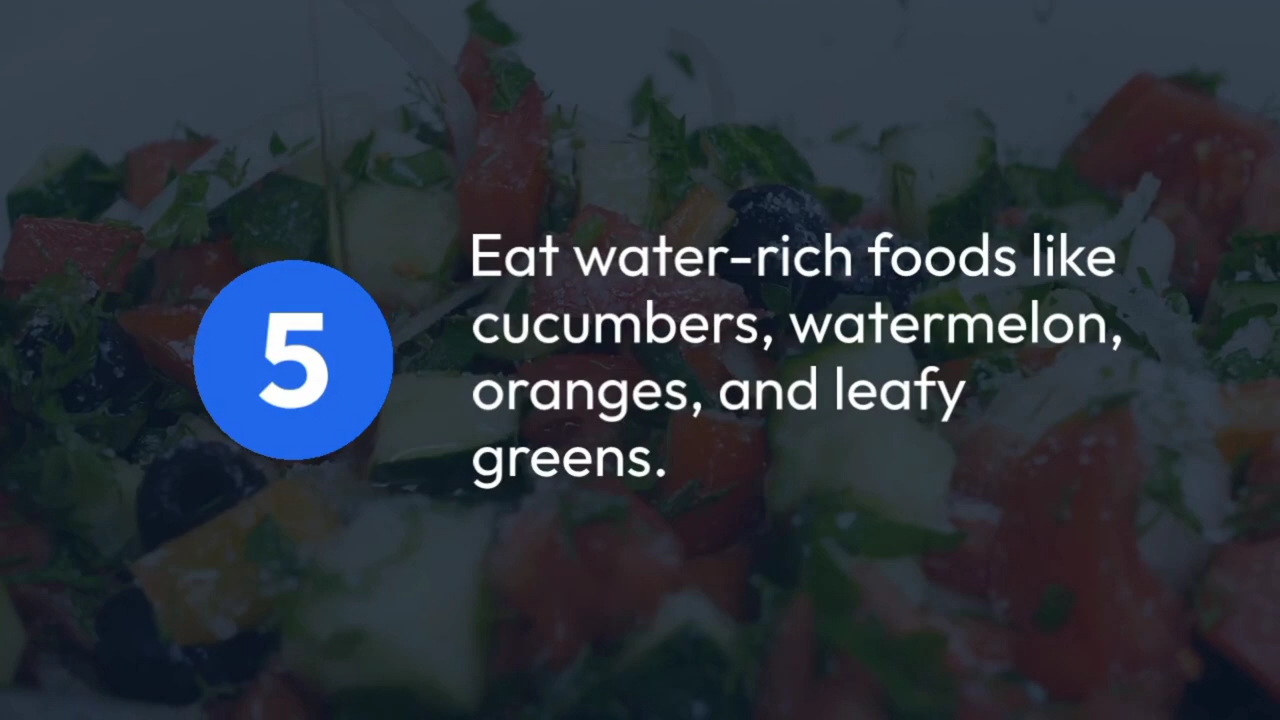 5
Eat water-rich foods like
cucumbers, watermelon,
oranges, and leafy
greens.